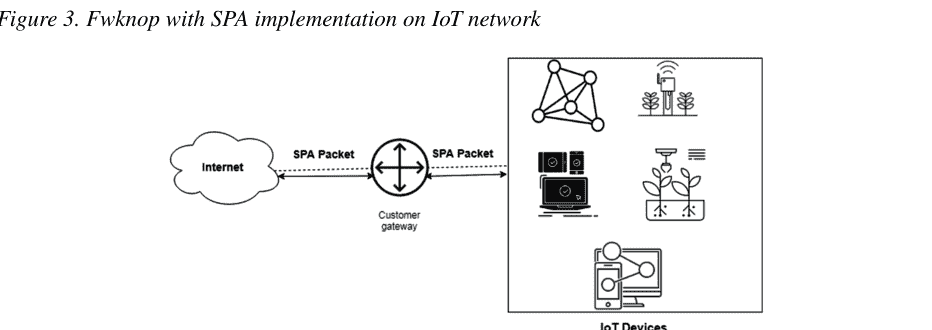 Figure 3. Fwknop with SPA implementation on IoT network
Internet
SPA Packet
SPA Packet
Customer
gateway
IoT Devices